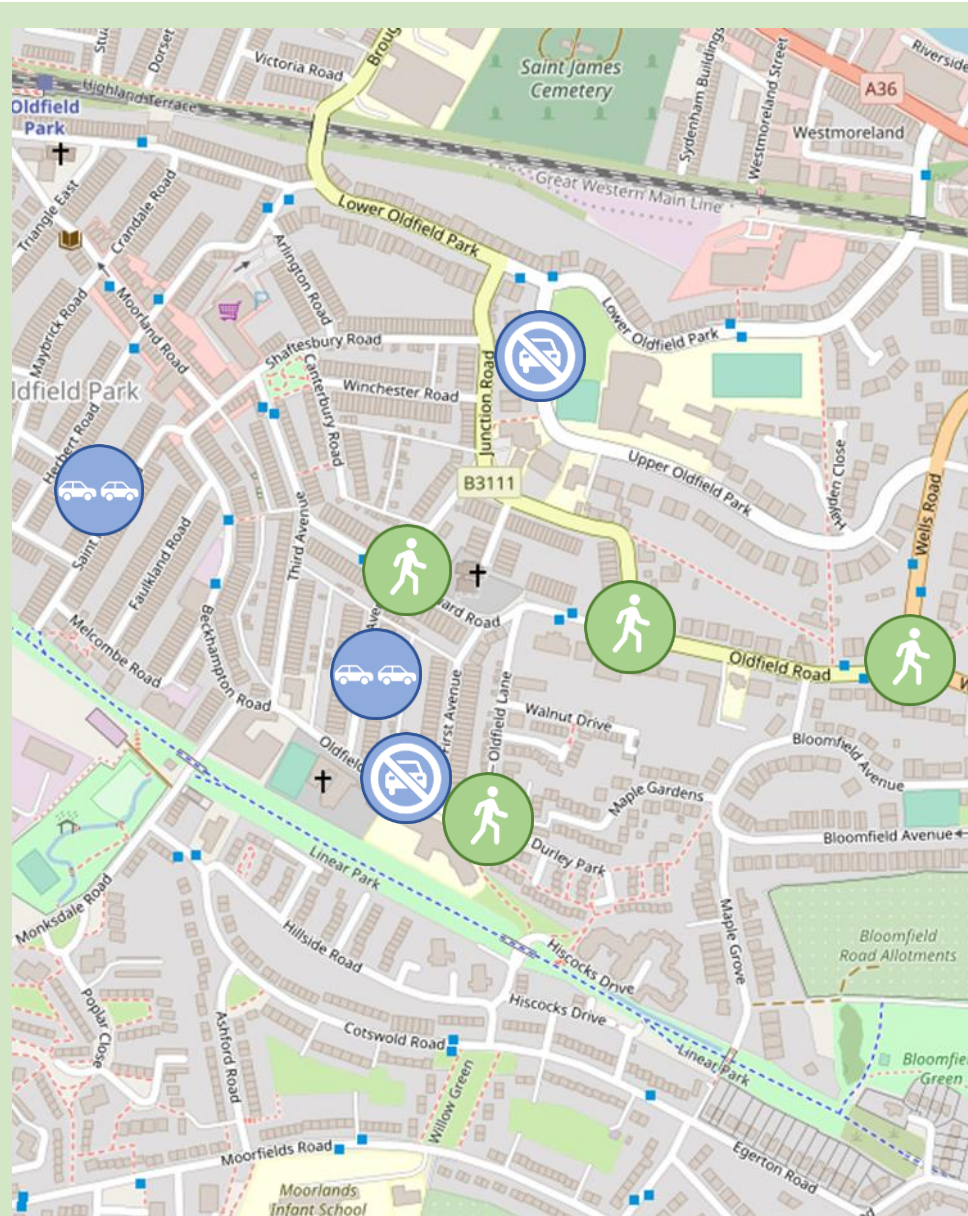 Victoria Road
Highland Terrace
Oldfield
Park
Saint James
Cemetery
Sydenham Buildings
Westmoreland Street
A36
Riverside
Westmoreland
Great Western Main Line
Triangle East
Crandale Road
Lower Oldfield Park
Arlington Road
P
Mayorick Road
Moorland Road
Shaftesbury Road
Lower Oldfield Park
Junction Road
Winchester Road
Canterbury Road
ldfield Park
Herbert Road
B3111
Upper Oldfield Park
Hayden Close
Wells Road
Third Avenue
Faulkland Road
ard Road
Oldfield Road
Melcombe Road
Beckhampton Road
First Avenue
Oldfield Lane
Walnut Drive
Bloomfield Avenue
Maple Gardens
Bloomfield Avenue
Durley Park
Linear Park
Monksdale Road
Hillside Road
Maple Grove
Bloomfield
Road Allotments
Hiscocks Drive
Hiscocks Drive
Poplar Close
Ashford Road
Cotswold Road
Linear Park
Bloomfie
Green
Willow Green
Moorfields Road
Egerton Road
Moorlands
Infant School